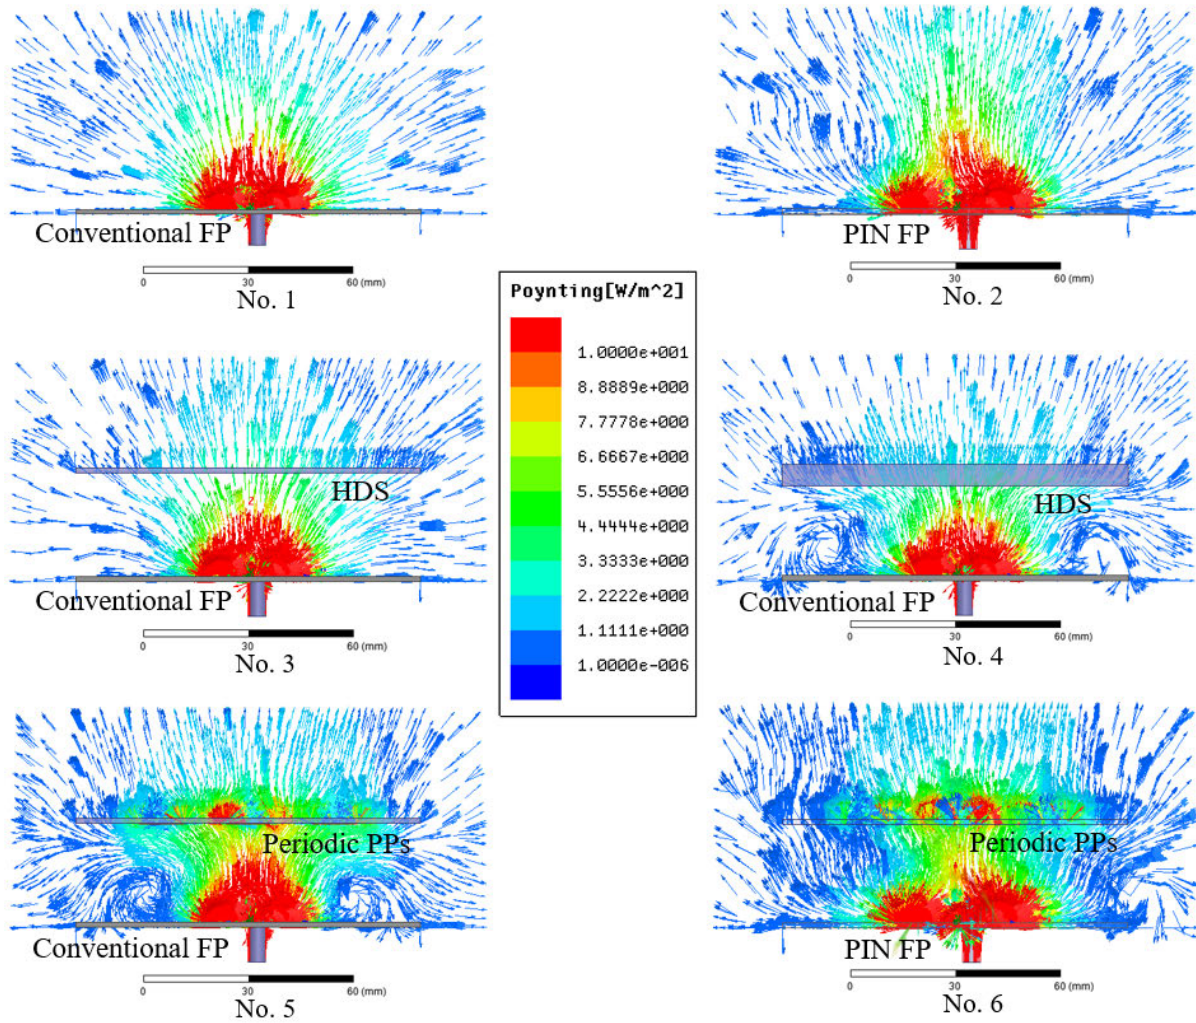 Conventional FP
0 30 60 (mm)
No. 1
PIN FP
0 30 60 (mm)
No. 2
Poynting[W/m^2]
1.0000e+001
8.8889e+000
7.7778e+000
6.6667e+000
5.5556e+000
4.4444e+000
3.3333e+000
2.2222e+000
1.1111e+000
1.0000e-006
HDS
Conventional FP
0 30 60 (mm)
No. 3
HDS
Conventional FP
0 30 60 (mm)
No. 4
Periodic PPs
Conventional FP
0 30 60 (mm)
No. 5
Periodic PPs
PIN FP
0 30 60 (mm)
No. 6